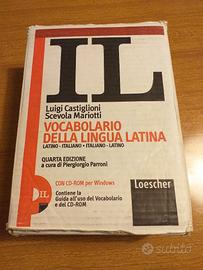 IL
Luigi Castiglioni
Scevola Mariotti
VOCABOLARIO
DELLA LINGUA LATINA
LATINO - ITALIANO • ITALIANO - LATINO
QUARTA EDIZIONE
a cura di Piergiorgio Parroni
CON CD-ROM per Windows
Contiene la
Guida all'uso del Vocabolario
e del CD-ROM
IL
Loescher
subito